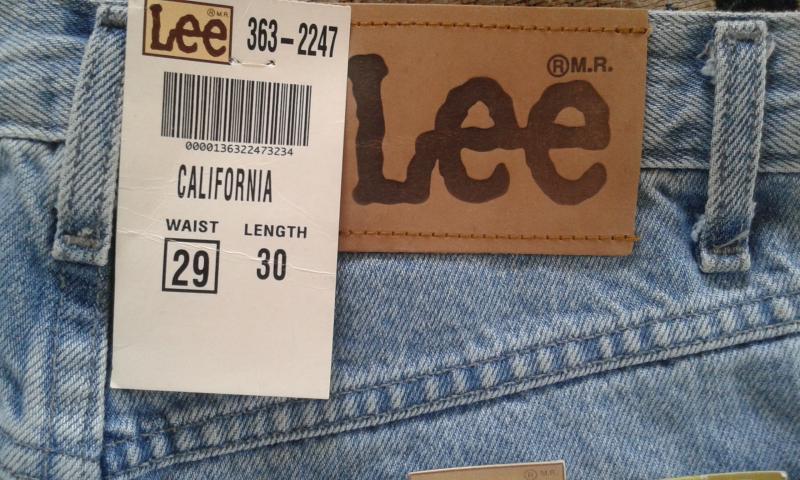 Lee ® M.R. 363-2247
0000136322473234
CALIFORNIA
WAIST LENGTH
29 30
® M.R.
Lee
® M.R.